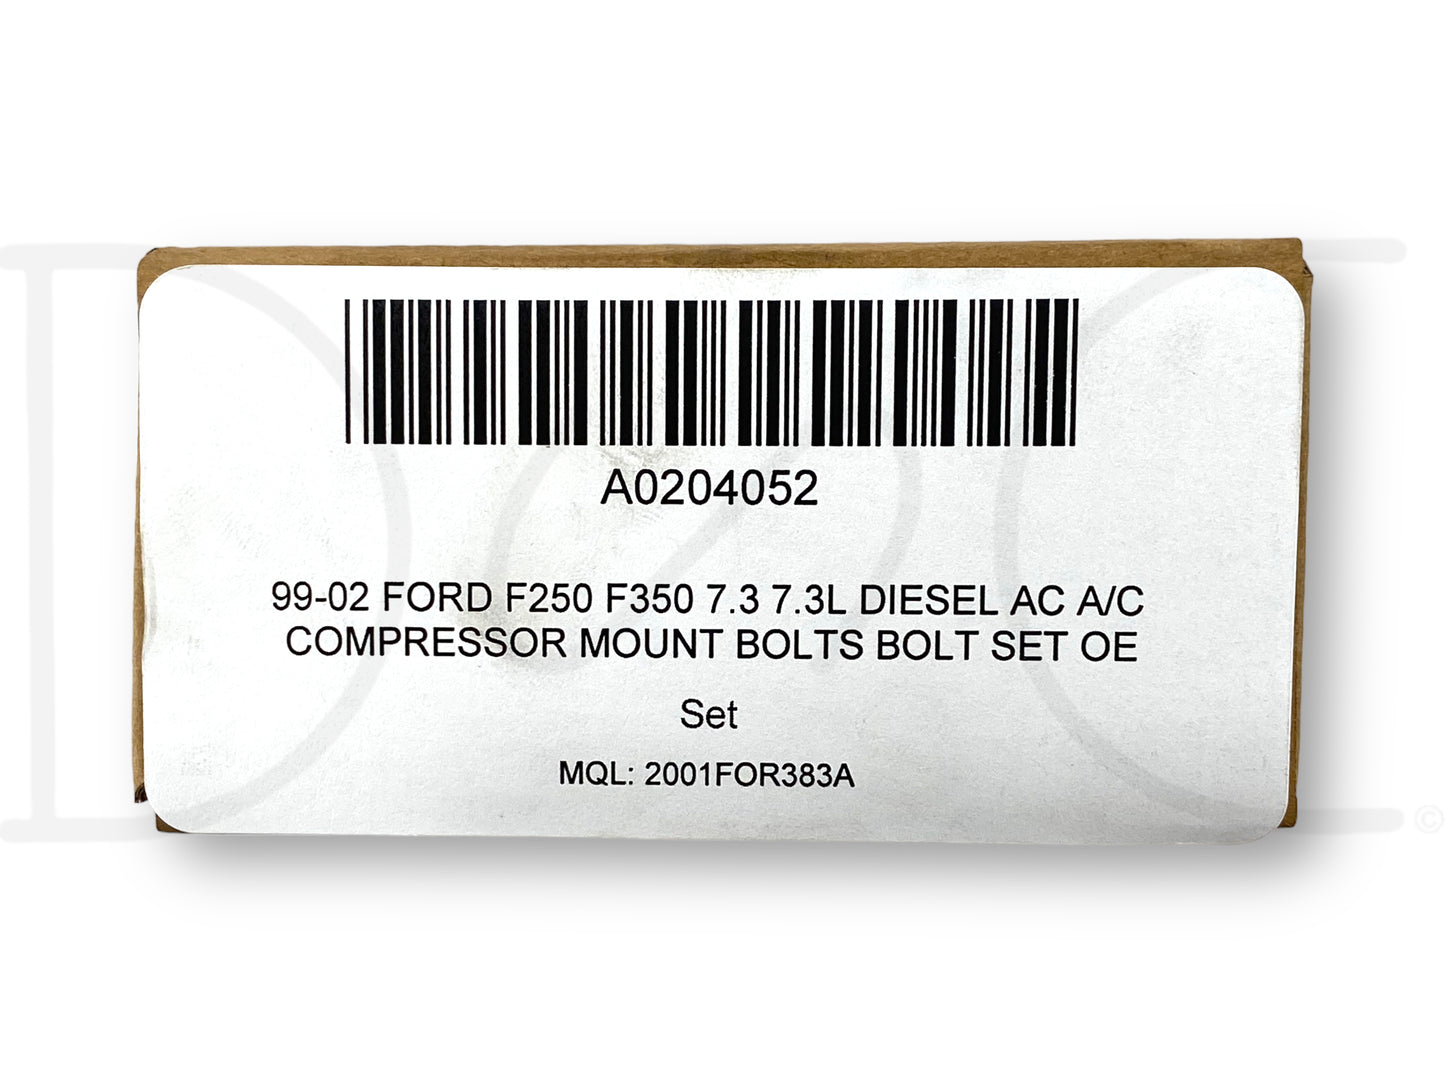 A0204052
99-02 FORD F250 F350 7.3 7.3L DIESEL AC A/C
COMPRESSOR MOUNT BOLTS BOLT SET OE
Set
MQL: 2001FOR383A
©